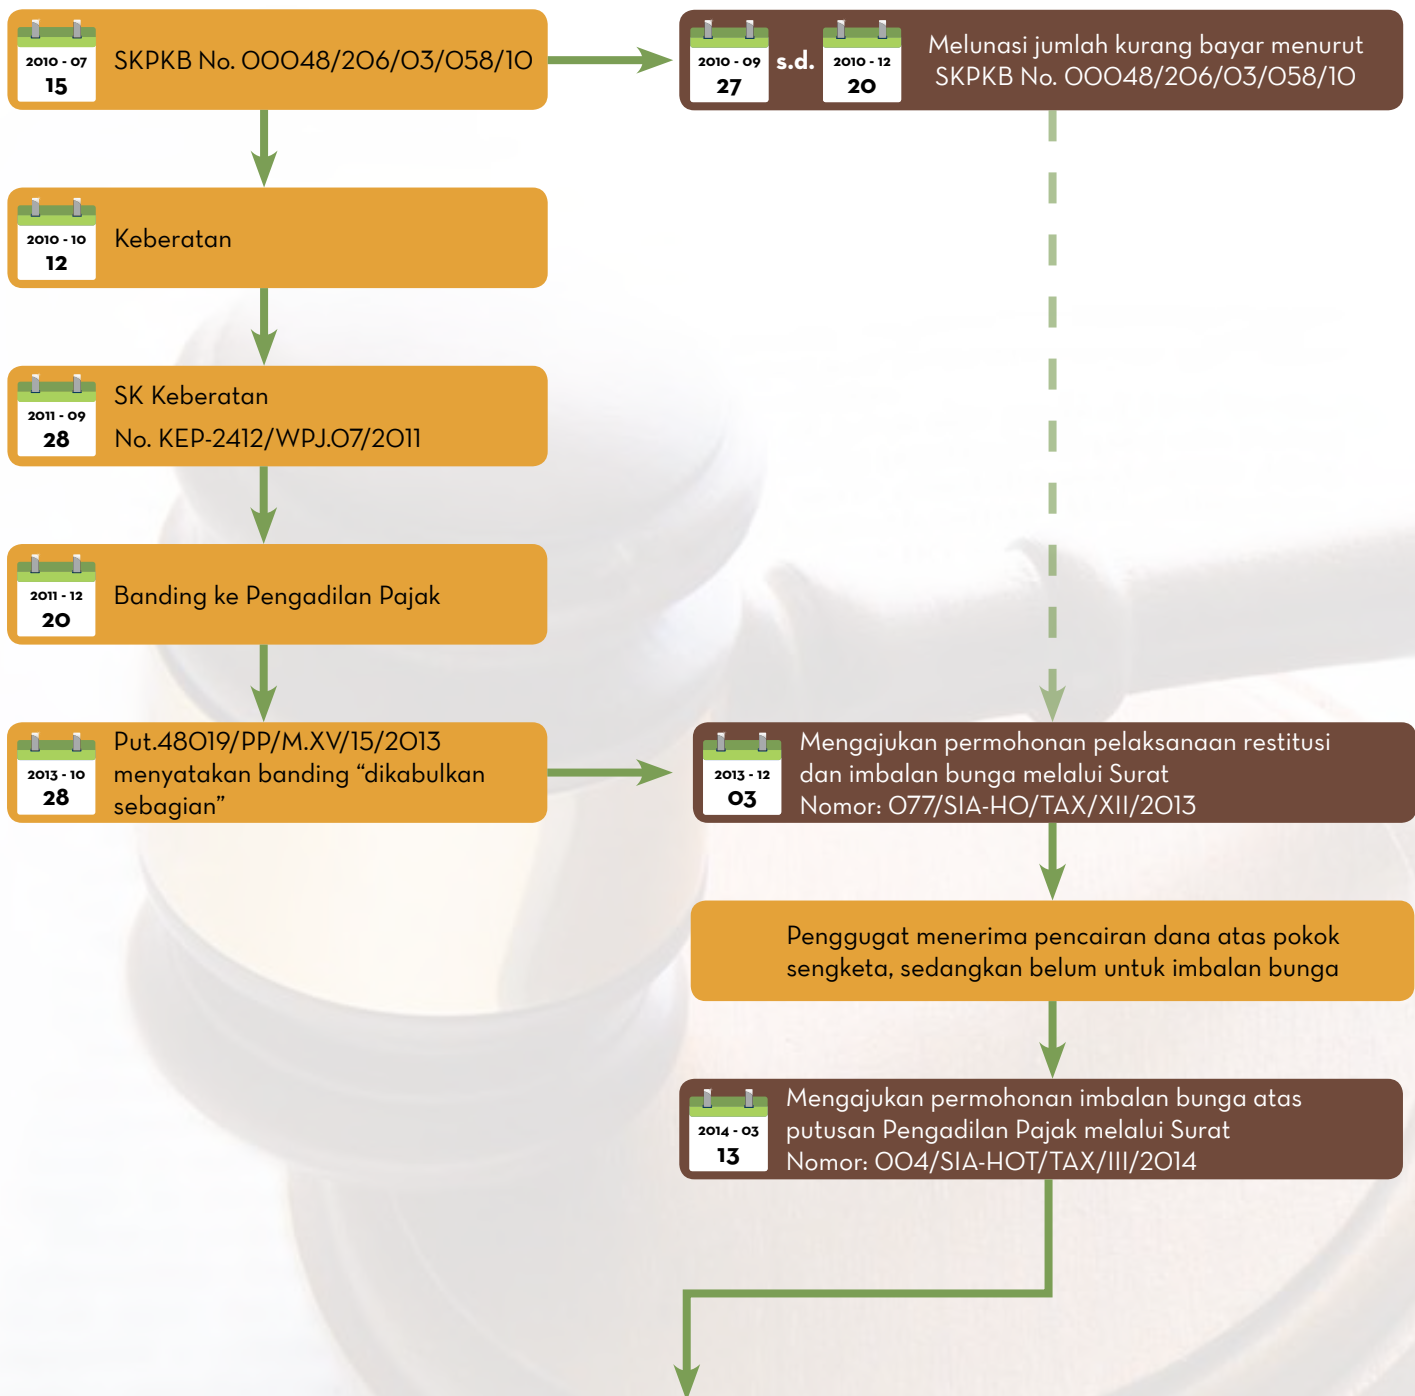 2010 - 07
15
SKPKB No. 00048/206/03/058/10
2010 - 09
27
s.d.
2010 - 12
20
Melunasi jumlah kurang bayar menurut
SKPKB No. 00048/206/03/058/10
2010 - 10
12
Keberatan
2011 - 09
28
SK Keberatan
No. KEP-2412/WPJ.07/2011
2011 - 12
20
Banding ke Pengadilan Pajak
2013 - 10
28
Put.48019/PP/M.XV/15/2013
menyatakan banding “dikabulkan
sebagian”
2013 - 12
03
Mengajukan permohonan pelaksanaan restitusi
dan imbalan bunga melalui Surat
Nomor: 077/SIA-HO/TAX/XII/2013
Penggugat menerima pencairan dana atas pokok
sengketa, sedangkan belum untuk imbalan bunga
2014 - 03
13
Mengajukan permohonan imbalan bunga atas
putusan Pengadilan Pajak melalui Surat
Nomor: 004/SIA-HOT/TAX/III/2014